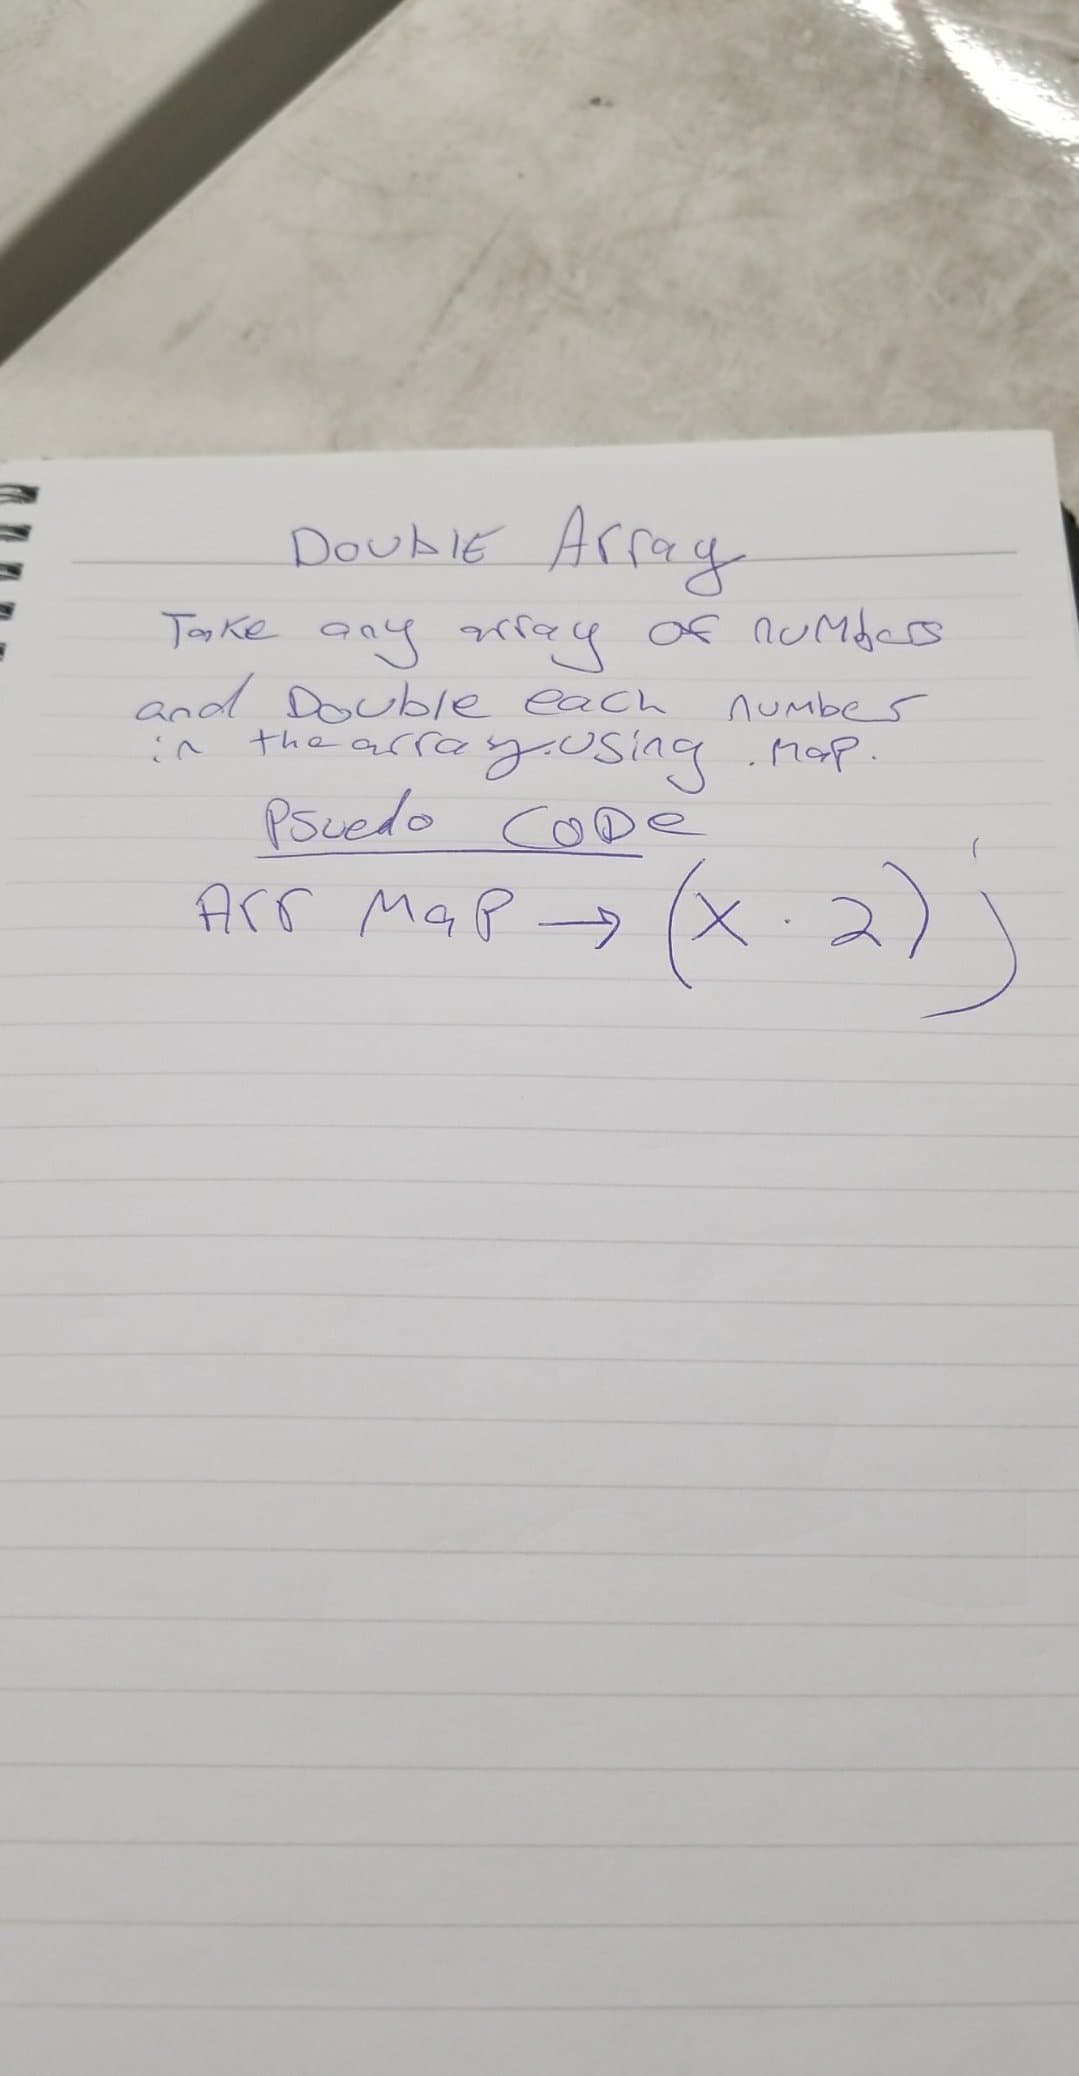 Double Array
Take any array of numbers
and Double each number
in the array. using .map.
Psuedo CoDe
Arr Map → (x · 2) ;